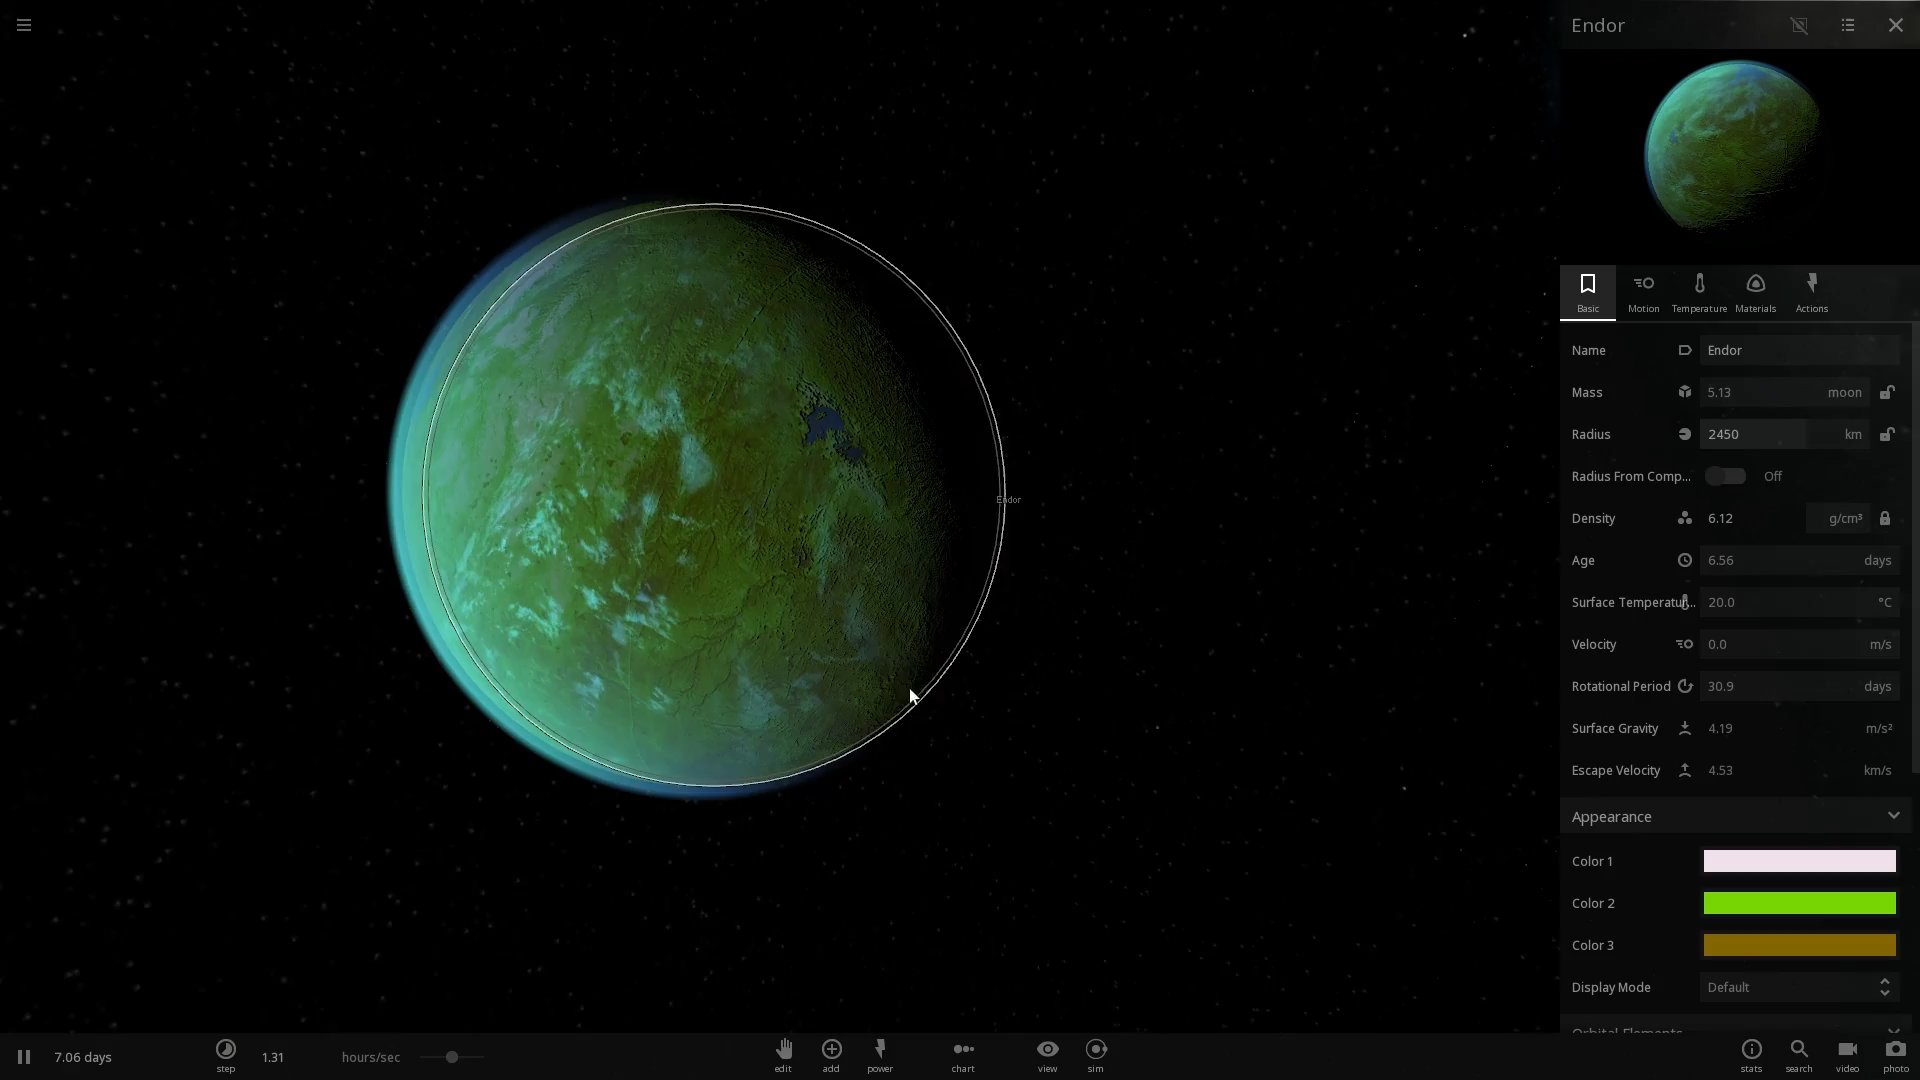 Endor
Basic
Motion
Temperature
Materials
Actions
Name Endor
Mass 5.13 moon
Radius 2450 km
Radius From Comp... Off
Endor
Density 6.12 g/cm³
Age 6.56 days
Surface Temperatur... 20.0 °C
Velocity 0.0 m/s
Rotational Period 30.9 days
Surface Gravity 4.19 m/s²
Escape Velocity 4.53 km/s
Appearance
Color 1
Color 2
Color 3
Display Mode Default
Orbital Elements
7.06 days
step
1.31 hours/sec
edit
add
power
chart
view
sim
stats
search
video
photo